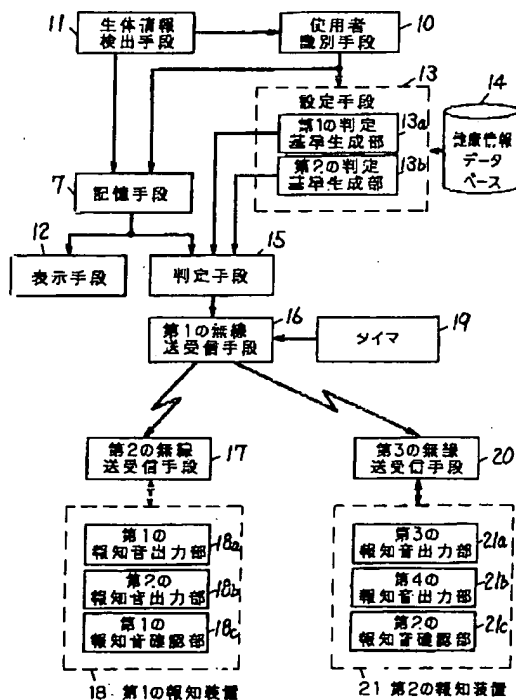 11
生体情報
検出手段
使用者
識別手段
10
13
設定手段
第1の判定
基準生成部
13a
第2の判定
基準生成部
13b
14
健康情報
データ
ベース
7
記憶手段
12
表示手段
15
判定手段
16
第1の無線
送受信手段
19
タイマ
第2の無線
送受信手段
17
第3の無線
送受信手段
20
第1の
報知音出力部
18a
第2の
報知音出力部
18b
第1の
報知音確認部
18c
18 第1の報知装置
第3の
報知音出力部
21a
第4の
報知音出力部
21b
第2の
報知音確認部
21c
21 第2の報知装置